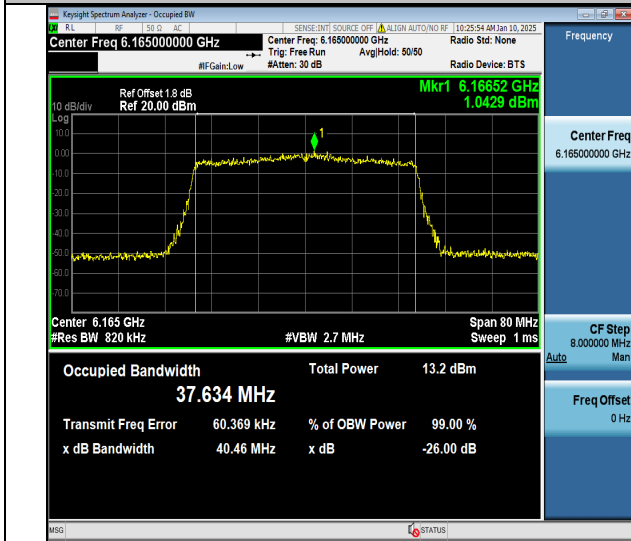 Keysight Spectrum Analyzer - Occupied BW
RL RF 50 Ω AC SENSE:INT SOURCE OFF ALIGN AUTO/NO RF 10:25:54 AM Jan 10, 2025
Center Freq 6.165000000 GHz
Center Freq: 6.165000000 GHz Radio Std: None
Trig: Free Run Avg|Hold: 50/50
#IFGain:Low #Atten: 30 dB Radio Device: BTS
Frequency
Ref Offset 1.8 dB
10 dB/div Ref 20.00 dBm
Mkr1 6.16652 GHz
1.0429 dBm
Log
10.0
0.00
-10.0
-20.0
-30.0
-40.0
-50.0
-60.0
-70.0
1
Center Freq
6.165000000 GHz
Center 6.165 GHz Span 80 MHz
#Res BW 820 kHz #VBW 2.7 MHz Sweep 1 ms
CF Step
8.000000 MHz
Auto Man
Occupied Bandwidth Total Power 13.2 dBm
37.634 MHz
Transmit Freq Error 60.369 kHz % of OBW Power 99.00 %
x dB Bandwidth 40.46 MHz x dB -26.00 dB
Freq Offset
0 Hz
MSG STATUS